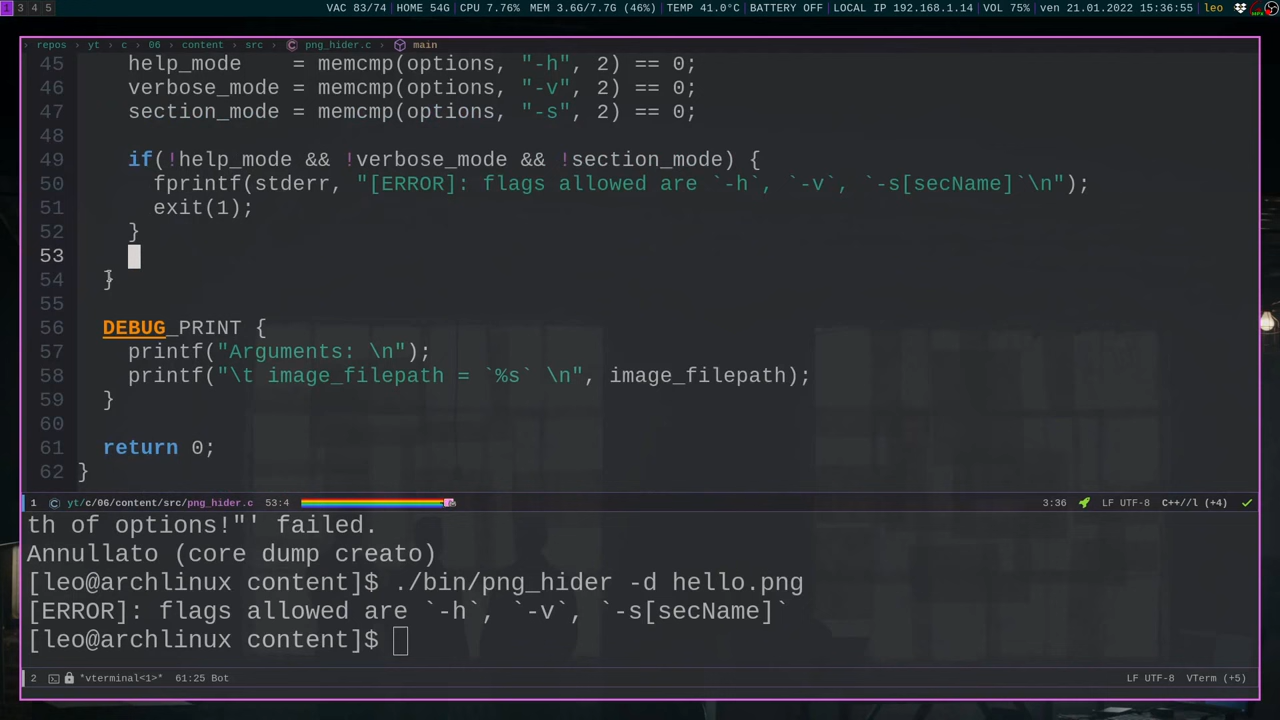 1 3 4 5 VAC 83/74 | HOME 54G | CPU 7.76% MEM 3.6G/7.7G (46%) | TEMP 41.0°C | BATTERY OFF | LOCAL IP 192.168.1.14 | VOL 75% | ven 21.01.2022 15:36:55 | leo
repos › yt › c › 06 › content › src › png_hider.c › main
45 help_mode    = memcmp(options, "-h", 2) == 0;
46 verbose_mode = memcmp(options, "-v", 2) == 0;
47 section_mode = memcmp(options, "-s", 2) == 0;
48
49 if(!help_mode && !verbose_mode && !section_mode) {
50 fprintf(stderr, "[ERROR]: flags allowed are `-h`, `-v`, `-s[secName]`\n");
51 exit(1);
52 }
53
54 }
55
56 DEBUG_PRINT {
57 printf("Arguments: \n");
58 printf("\t image_filepath = `%s` \n", image_filepath);
59 }
60
61 return 0;
62 }
1 yt/c/06/content/src/png_hider.c 53:4 3:36 LF UTF-8 C++//l (+4)
th of options!"' failed.
Annullato (core dump creato)
[leo@archlinux content]$ ./bin/png_hider -d hello.png
[ERROR]: flags allowed are `-h`, `-v`, `-s[secName]`
[leo@archlinux content]$
2 *vterminal<1>* 61:25 Bot LF UTF-8 VTerm (+5)